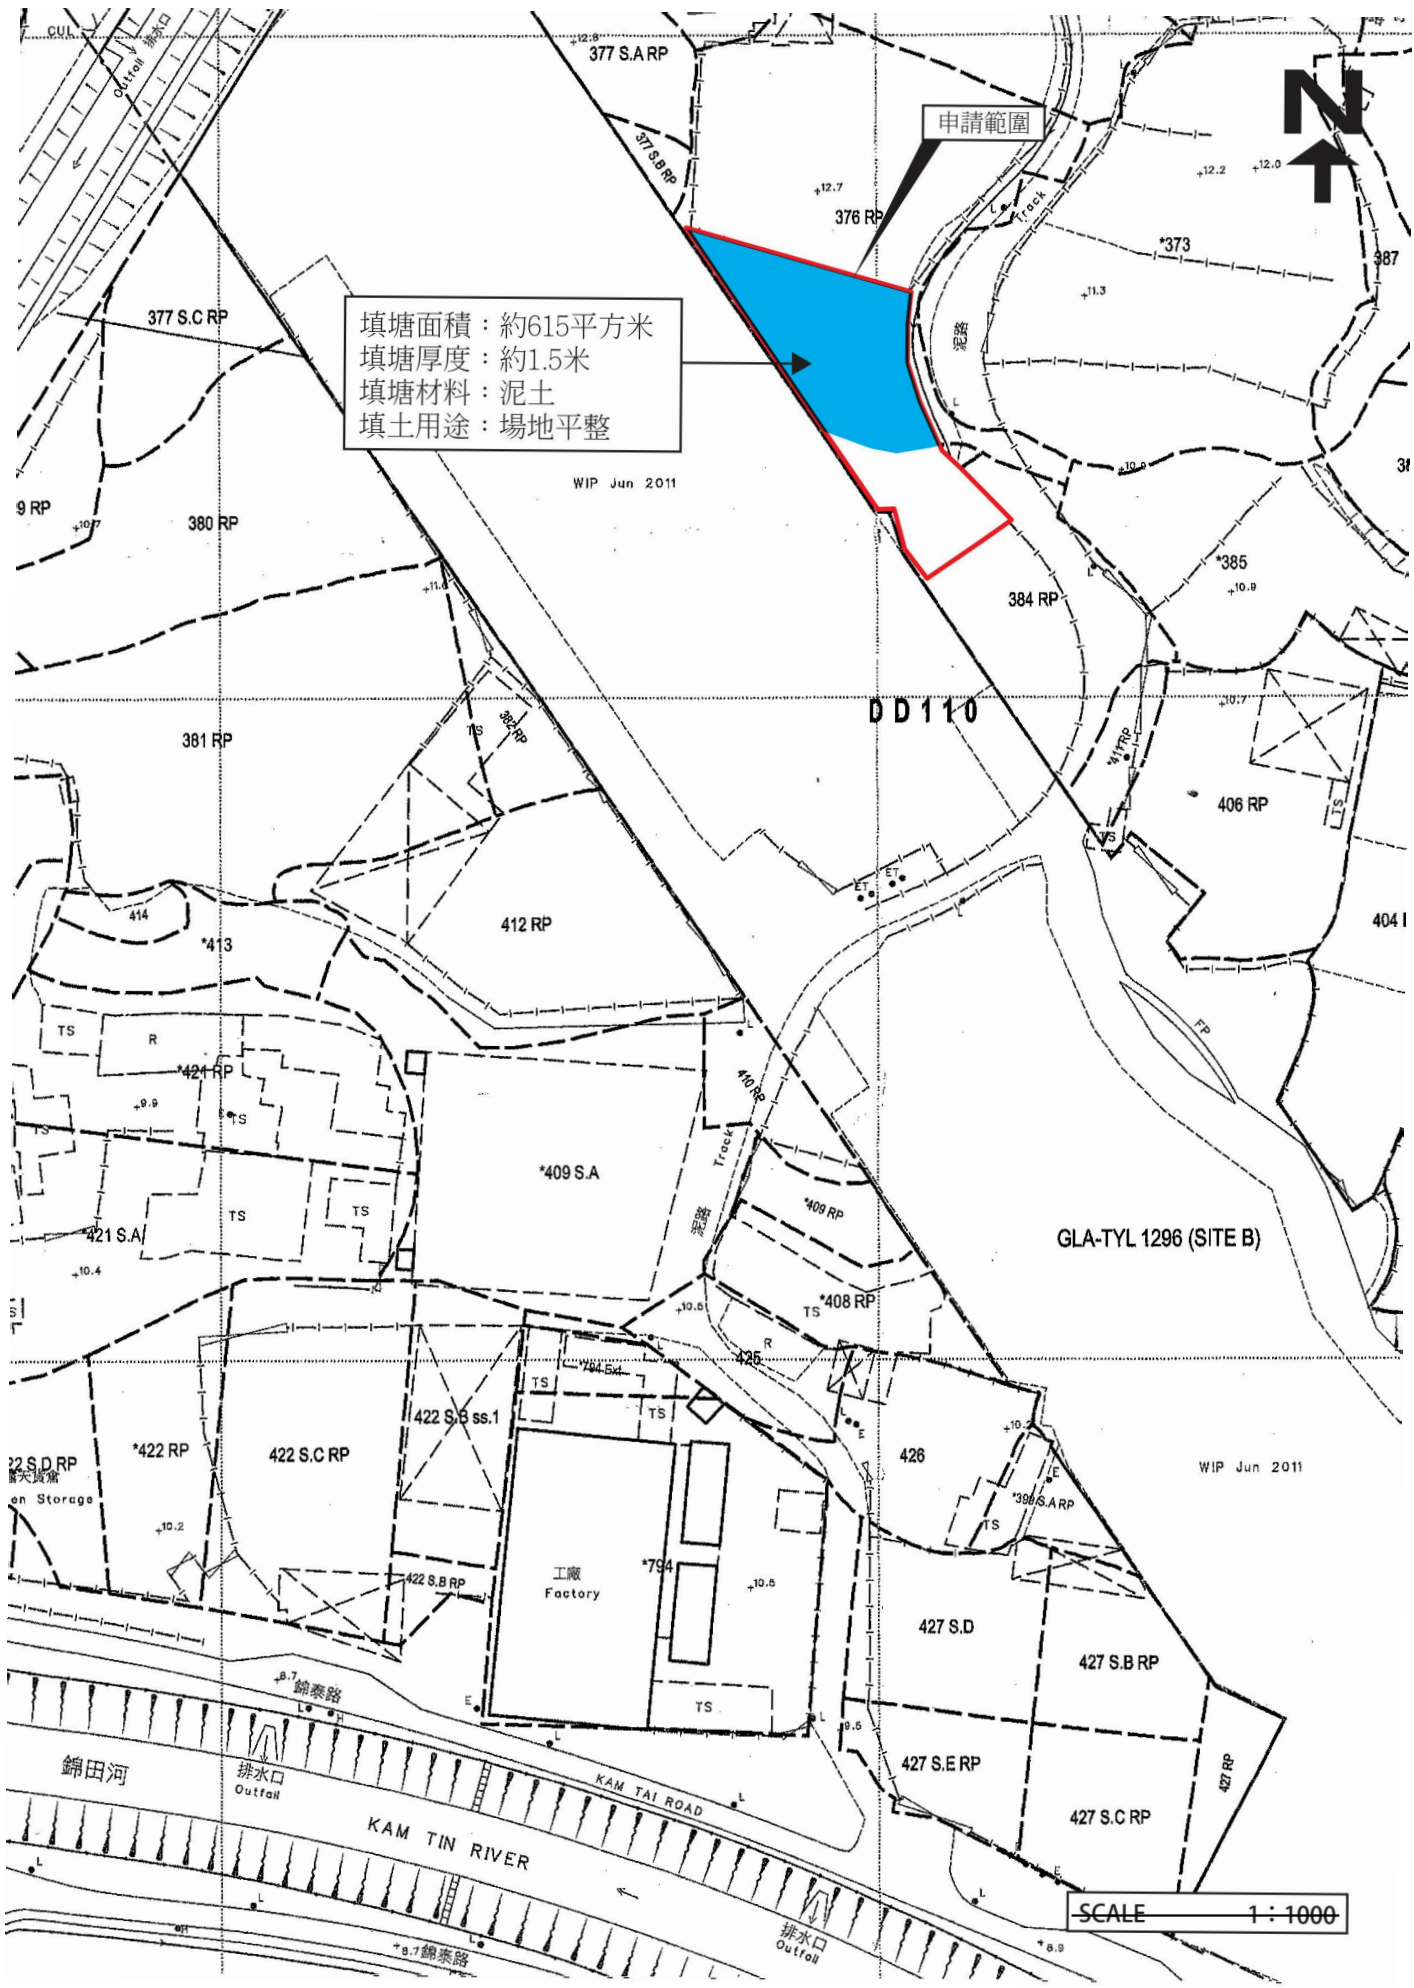 CUL
排水口
Outfall
+12.8
377 S.A RP
377 S.B RP
申請範圍
N
L
+12.7
376 RP
L
Track
+12.2
+12.0
*373
387
+11.3
377 S.C RP
填塘面積：約615平方米
填塘厚度：約1.5米
填塘材料：泥土
填土用途：場地平整
泥路
L
WIP Jun 2011
9 RP
+10.7
380 RP
+10.9
38
*385
+10.9
L
384 RP
DD110
381 RP
TS
382 RP
+10.7
*411 RP
406 RP
TS
TS
ET
ET
L
414
*413
412 RP
404
TS
R
*421 RP
+9.9
E
TS
TS
L
410 RP
Track
FP
*409 S.A
泥路
*409 RP
TS
TS
*421 S.A
+10.4
GLA-TYL 1296 (SITE B)
*408 RP
TS
+10.5
L
R
425
*794 Ext
TS
TS
422 S.B ss.1
L
E
+10.2
426
E
*399 S.A RP
TS
WIP Jun 2011
22 S.D RP
露天貨倉
en Storage
*422 RP
422 S.C RP
+10.2
422 S.B RP
工廠
Factory
*794
+10.5
427 S.D
427 S.B RP
+8.7
錦泰路
L
H
E
TS
L
L
9.5
427 S.E RP
427 RP
427 S.C RP
錦田河
排水口
Outfall
KAM TAI ROAD
L
KAM TIN RIVER
L
L
E
L
SCALE 1：1000
H
+8.7 錦泰路
L
排水口
Outfall
+8.9